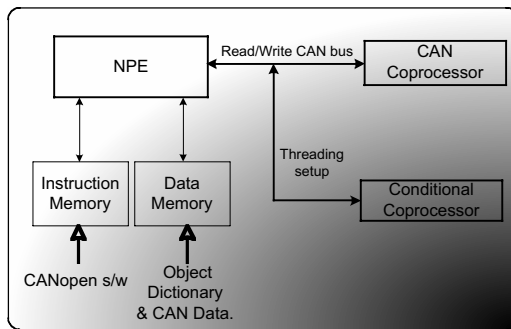 NPE
Read/Write CAN bus
CAN
Coprocessor
Threading
setup
Instruction
Memory
Data
Memory
Conditional
Coprocessor
CANopen s/w
Object
Dictionary
& CAN Data.